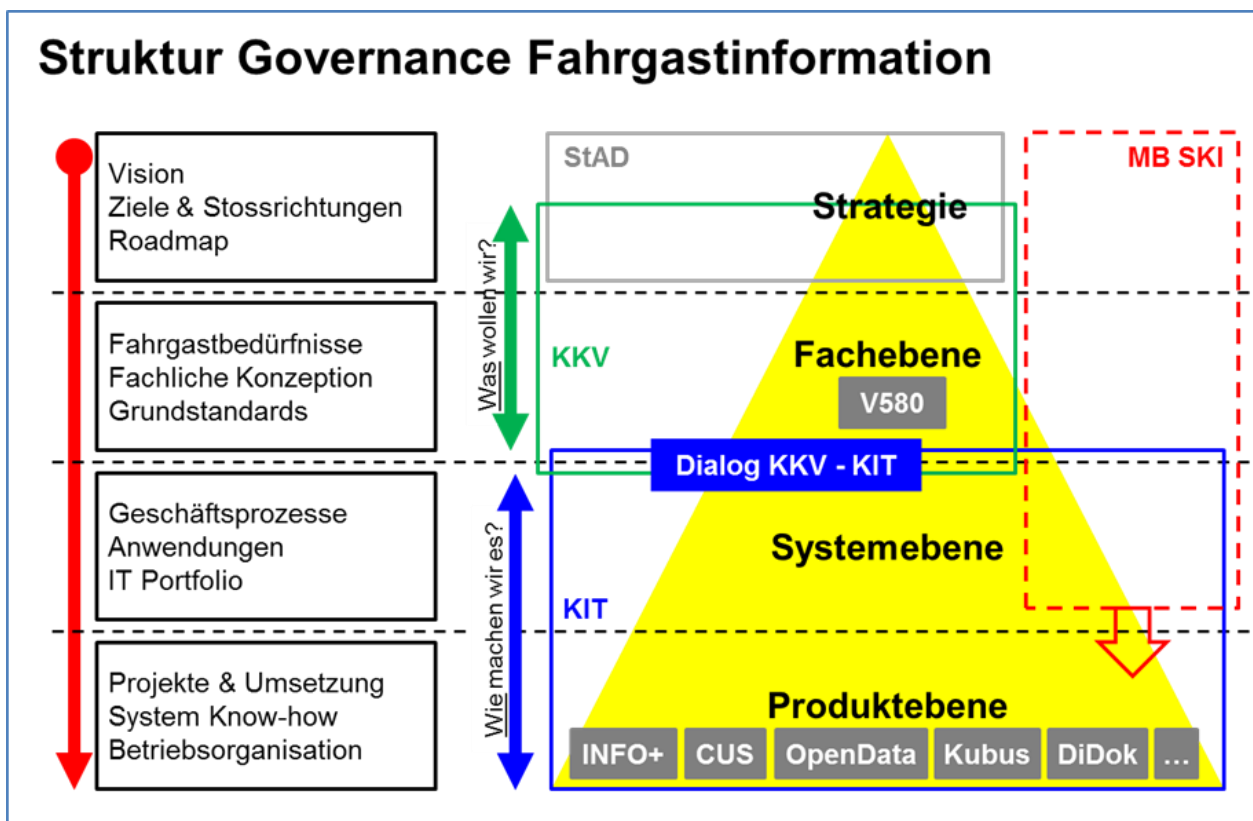 Struktur Governance Fahrgastinformation
Vision
Ziele & Stossrichtungen
Roadmap
Fahrgastbedürfnisse
Fachliche Konzeption
Grundstandards
Geschäftsprozesse
Anwendungen
IT Portfolio
Projekte & Umsetzung
System Know-how
Betriebsorganisation
Was wollen wir?
Wie machen wir es?
StAD
MB SKI
Strategie
KKV
Fachebene
V580
Dialog KKV - KIT
Systemebene
KIT
Produktebene
INFO+
CUS
OpenData
Kubus
DiDok
...